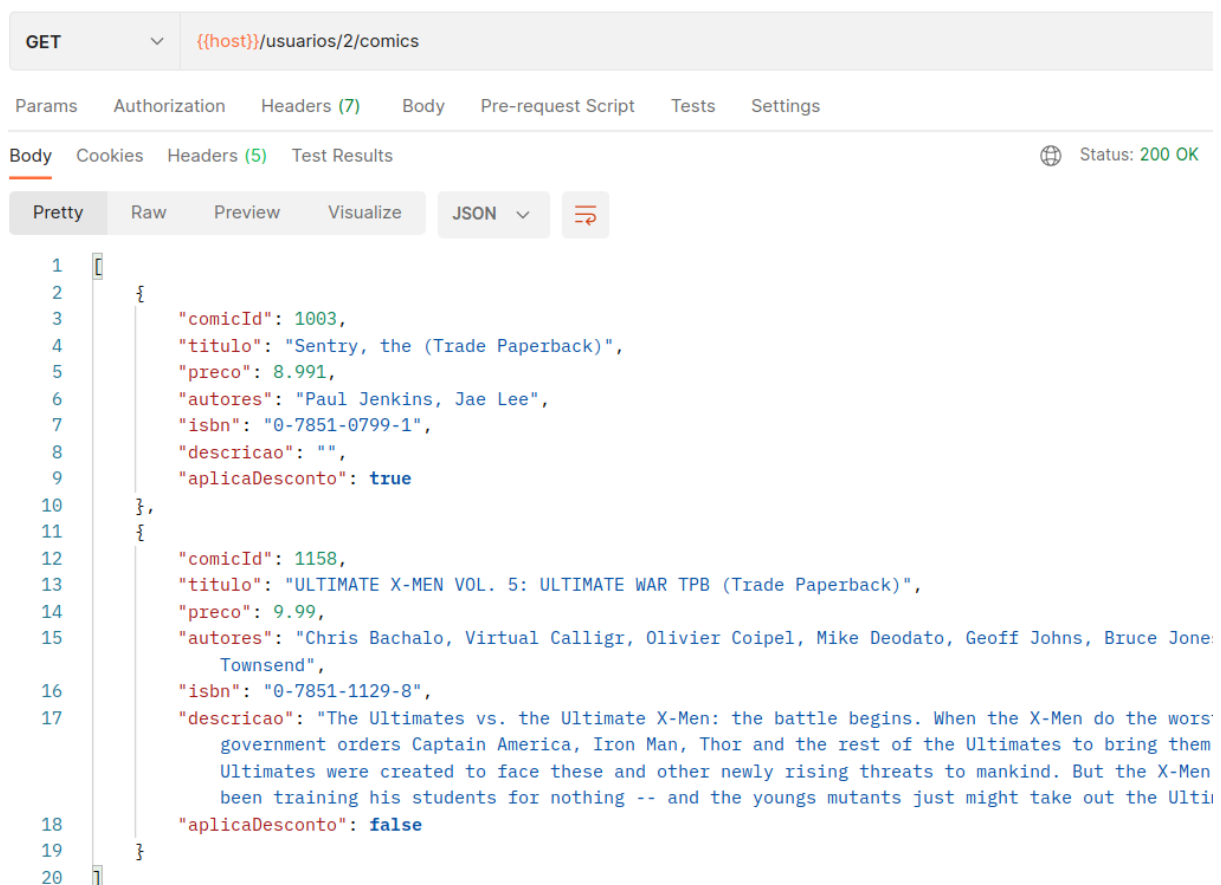 GET {{host}}/usuarios/2/comics
Params Authorization Headers (7) Body Pre-request Script Tests Settings
Body Cookies Headers (5) Test Results Status: 200 OK
Pretty Raw Preview Visualize JSON
1 [
2 {
3 "comicId": 1003,
4 "titulo": "Sentry, the (Trade Paperback)",
5 "preco": 8.991,
6 "autores": "Paul Jenkins, Jae Lee",
7 "isbn": "0-7851-0799-1",
8 "descricao": "",
9 "aplicaDesconto": true
10 },
11 {
12 "comicId": 1158,
13 "titulo": "ULTIMATE X-MEN VOL. 5: ULTIMATE WAR TPB (Trade Paperback)",
14 "preco": 9.99,
15 "autores": "Chris Bachalo, Virtual Calligr, Olivier Coipel, Mike Deodato, Geoff Johns, Bruce
Townsend",
16 "isbn": "0-7851-1129-8",
17 "descricao": "The Ultimates vs. the Ultimate X-Men: the battle begins. When the X-Men do the
government orders Captain America, Iron Man, Thor and the rest of the Ultimates to bring them
Ultimates were created to face these and other newly rising threats to mankind. But the X-Men
been training his students for nothing -- and the youngs mutants just might take out the
18 "aplicaDesconto": false
19 }
20 ]